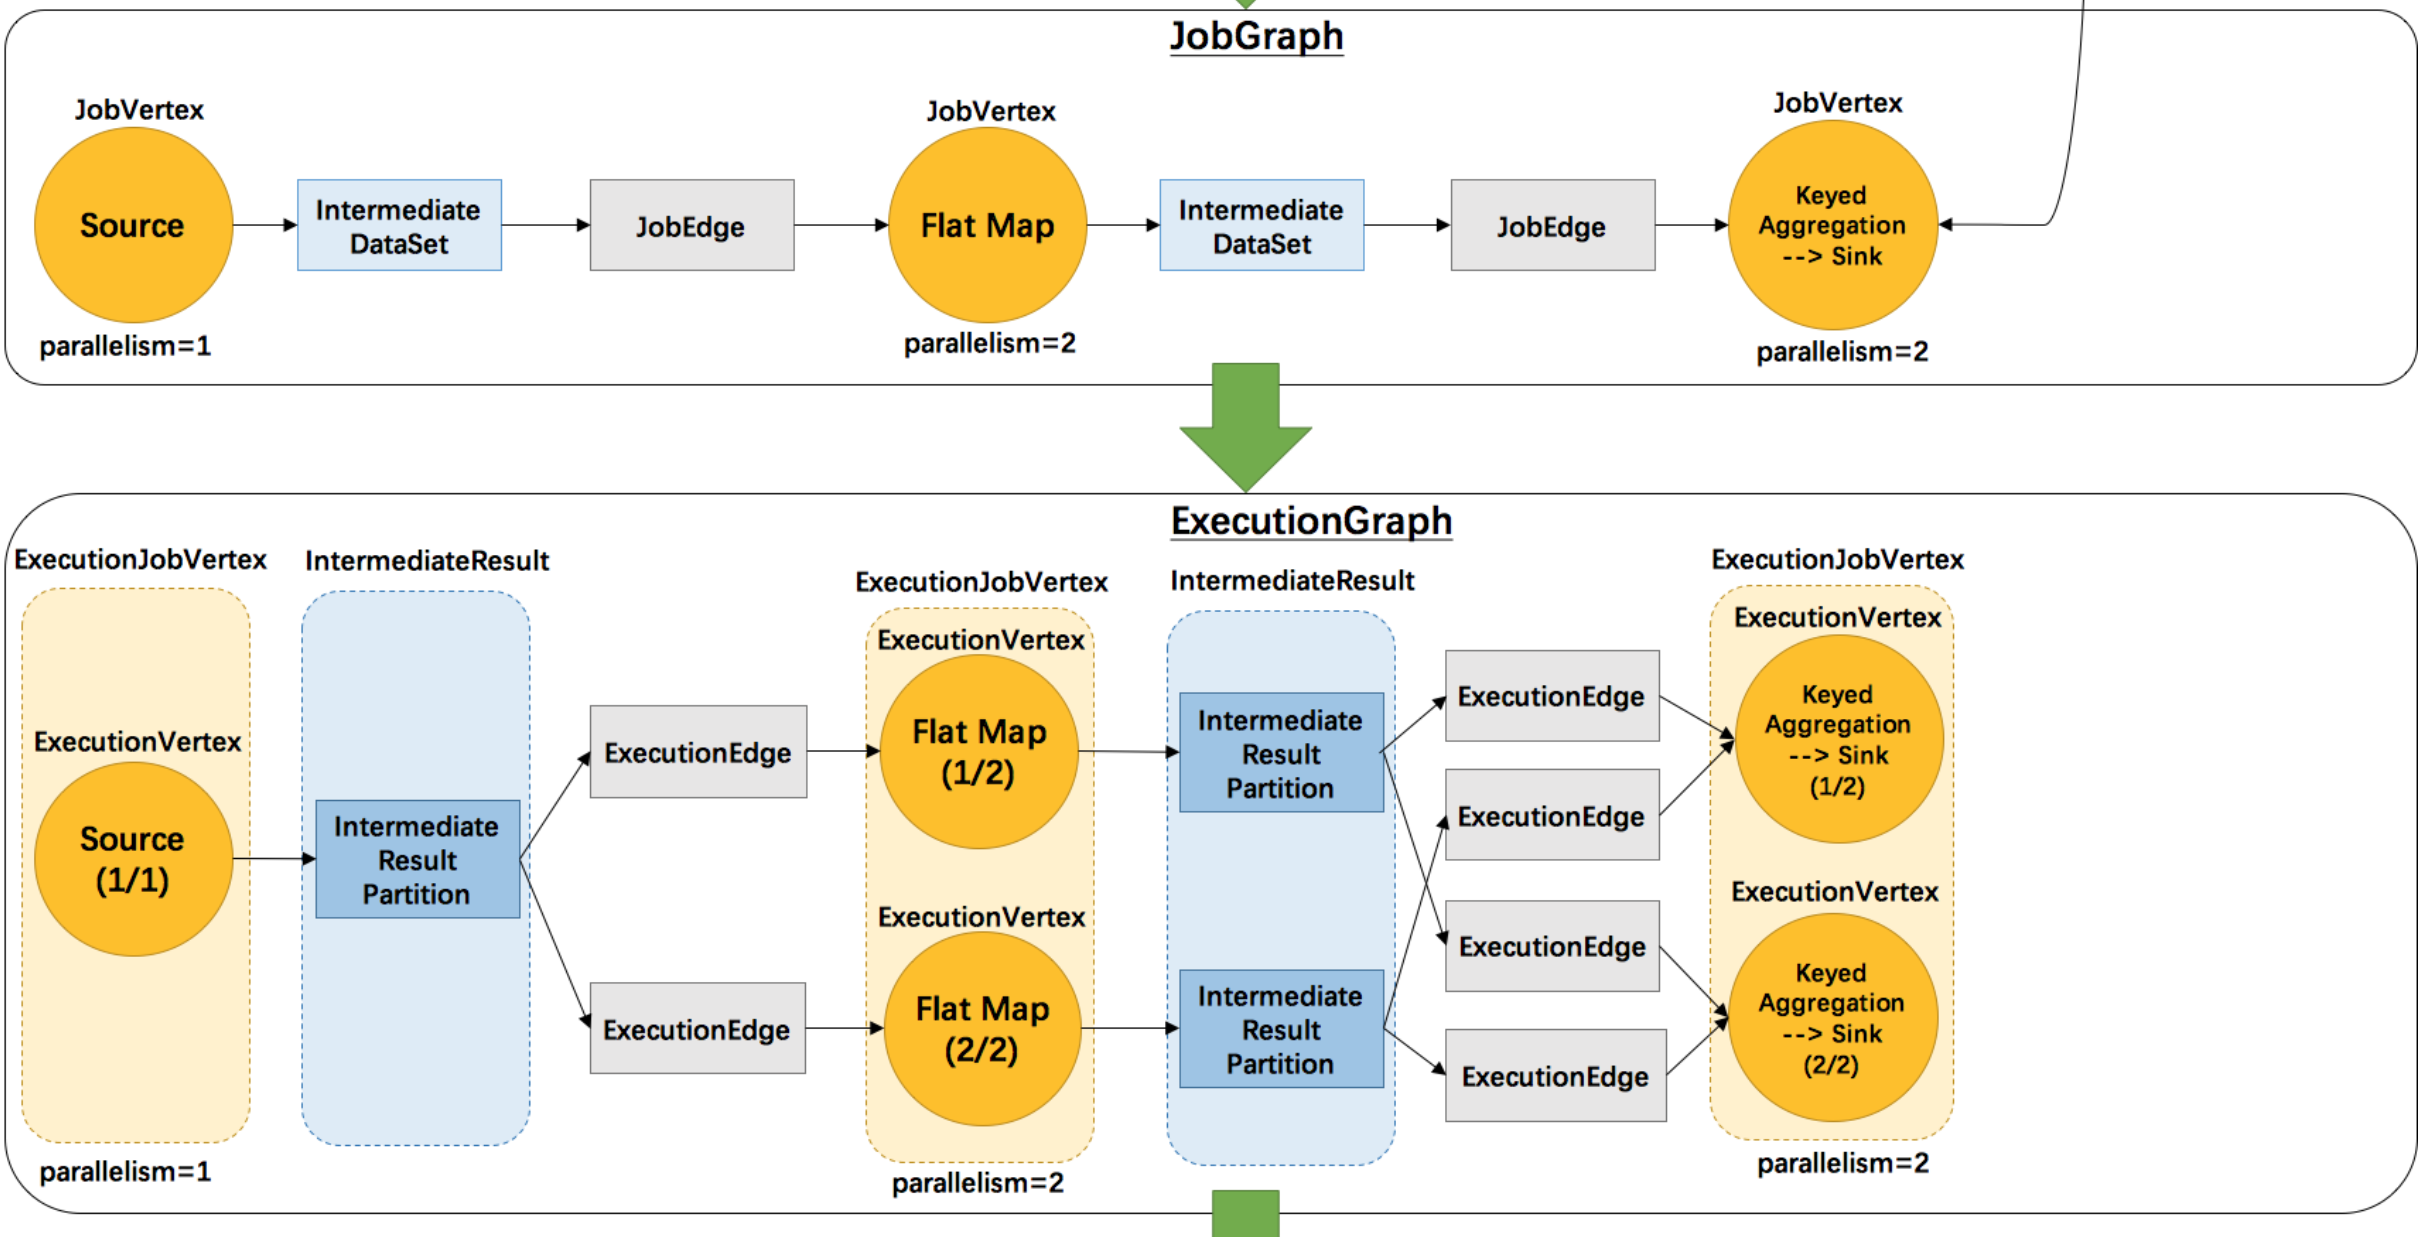 JobGraph
JobVertex
JobVertex
JobVertex
Source
Intermediate
DataSet
JobEdge
Flat Map
Intermediate
DataSet
JobEdge
Keyed
Aggregation
--> Sink
parallelism=1
parallelism=2
parallelism=2
ExecutionGraph
ExecutionJobVertex
IntermediateResult
ExecutionJobVertex
IntermediateResult
ExecutionJobVertex
ExecutionVertex
Source
(1/1)
Intermediate
Result
Partition
ExecutionEdge
ExecutionEdge
ExecutionVertex
Flat Map
(1/2)
ExecutionVertex
Flat Map
(2/2)
Intermediate
Result
Partition
Intermediate
Result
Partition
ExecutionEdge
ExecutionEdge
ExecutionEdge
ExecutionEdge
ExecutionVertex
Keyed
Aggregation
--> Sink
(1/2)
ExecutionVertex
Keyed
Aggregation
--> Sink
(2/2)
parallelism=1
parallelism=2
parallelism=2